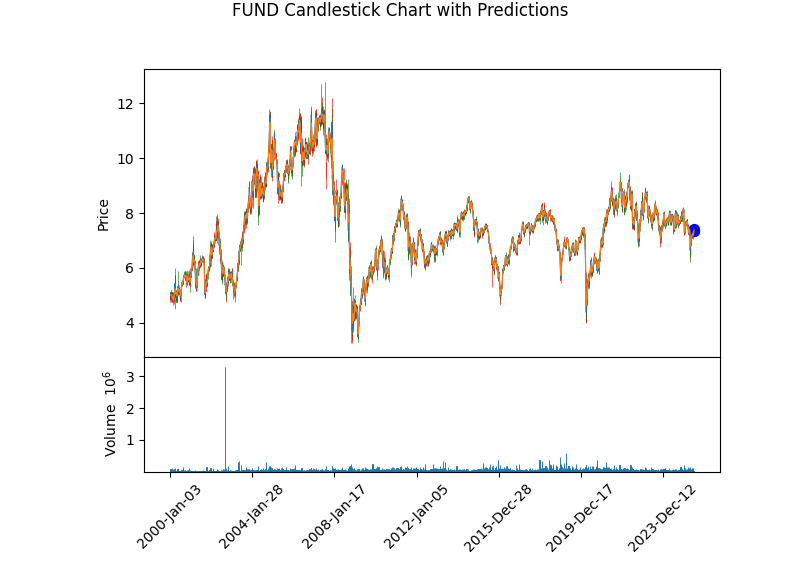 FUND Candlestick Chart with Predictions
12
10
8
6
4
Price
3
2
1
Volume 10^6
2000-Jan-03
2004-Jan-28
2008-Jan-17
2012-Jan-05
2015-Dec-28
2019-Dec-17
2023-Dec-12